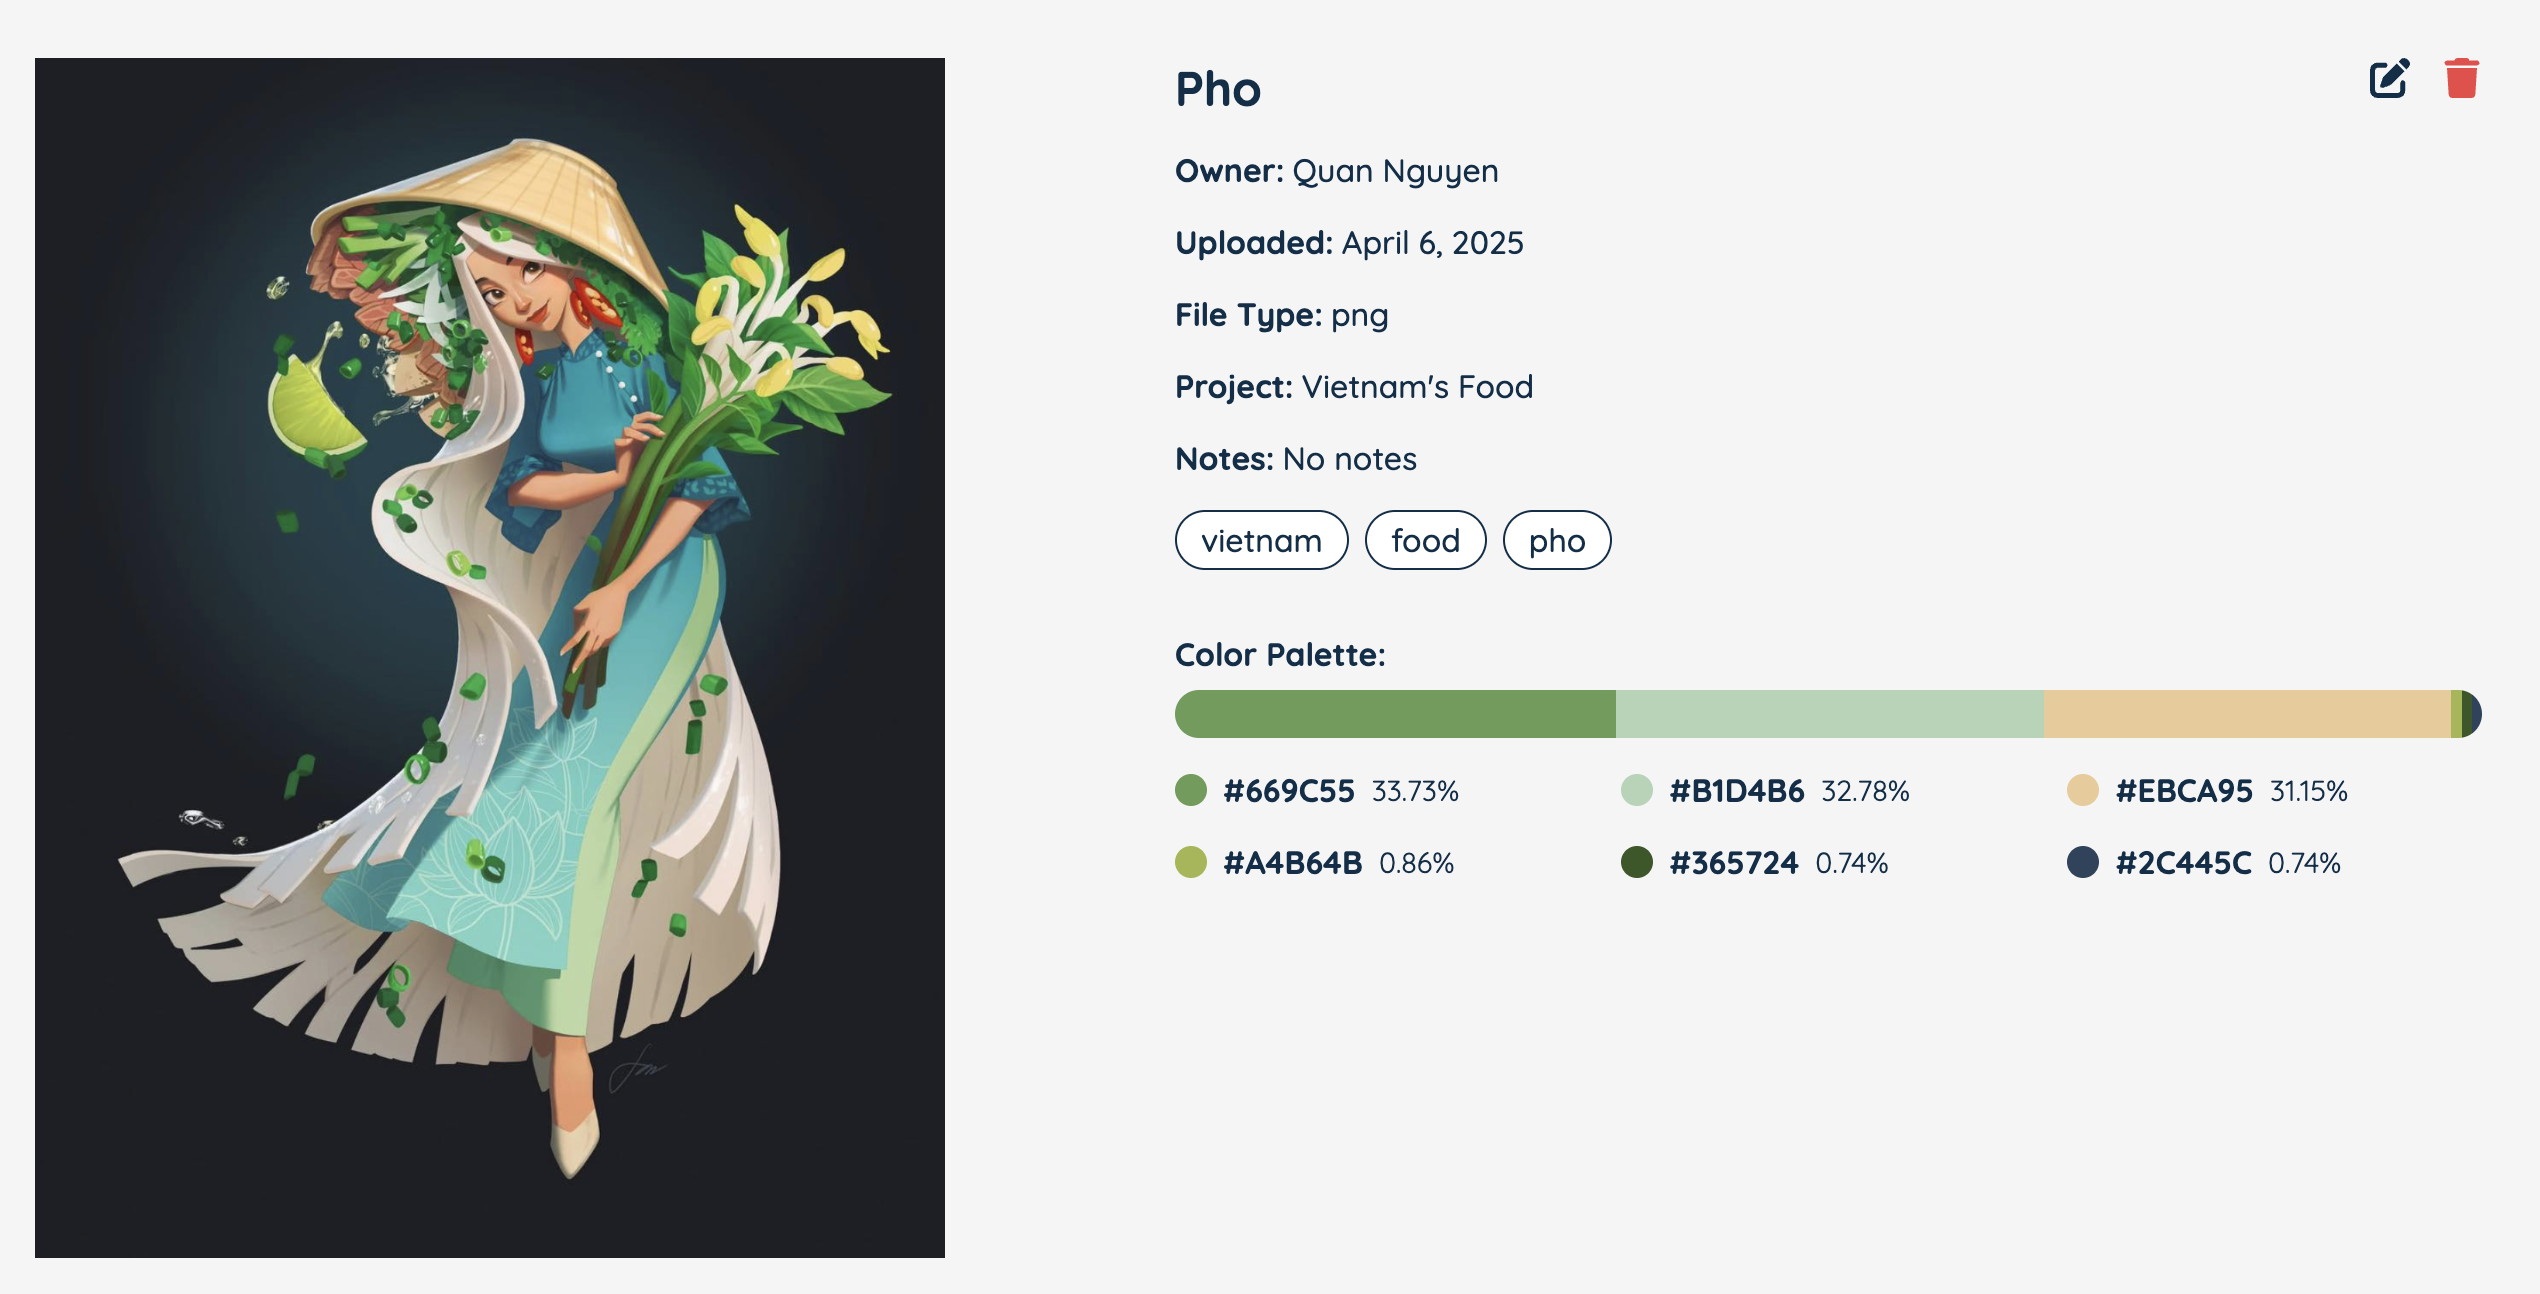 Pho
Owner: Quan Nguyen
Uploaded: April 6, 2025
File Type: png
Project: Vietnam's Food
Notes: No notes
vietnam food pho
Color Palette:
#669C55 33.73% #B1D4B6 32.78% #EBCA95 31.15%
#A4B64B 0.86% #365724 0.74% #2C445C 0.74%